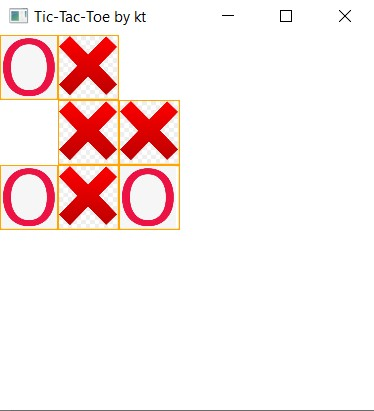 Tic-Tac-Toe by kt
O X
X X
O X O